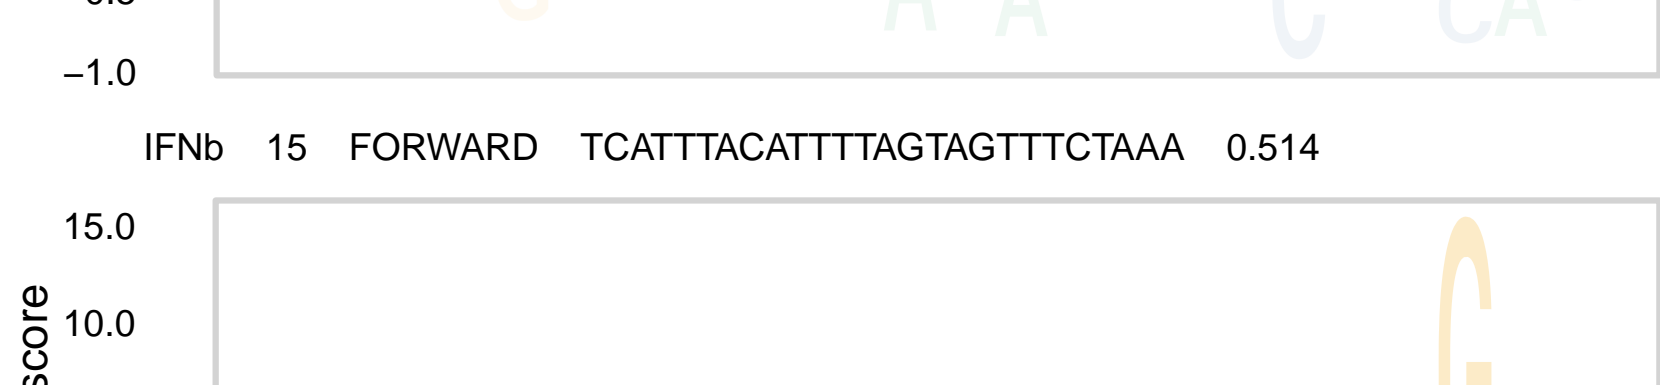 G A A C C A
−1.0
IFNb 15 FORWARD TCATTTACATTTTAGTAGTTTCTAAA 0.514
15.0
G
score
10.0